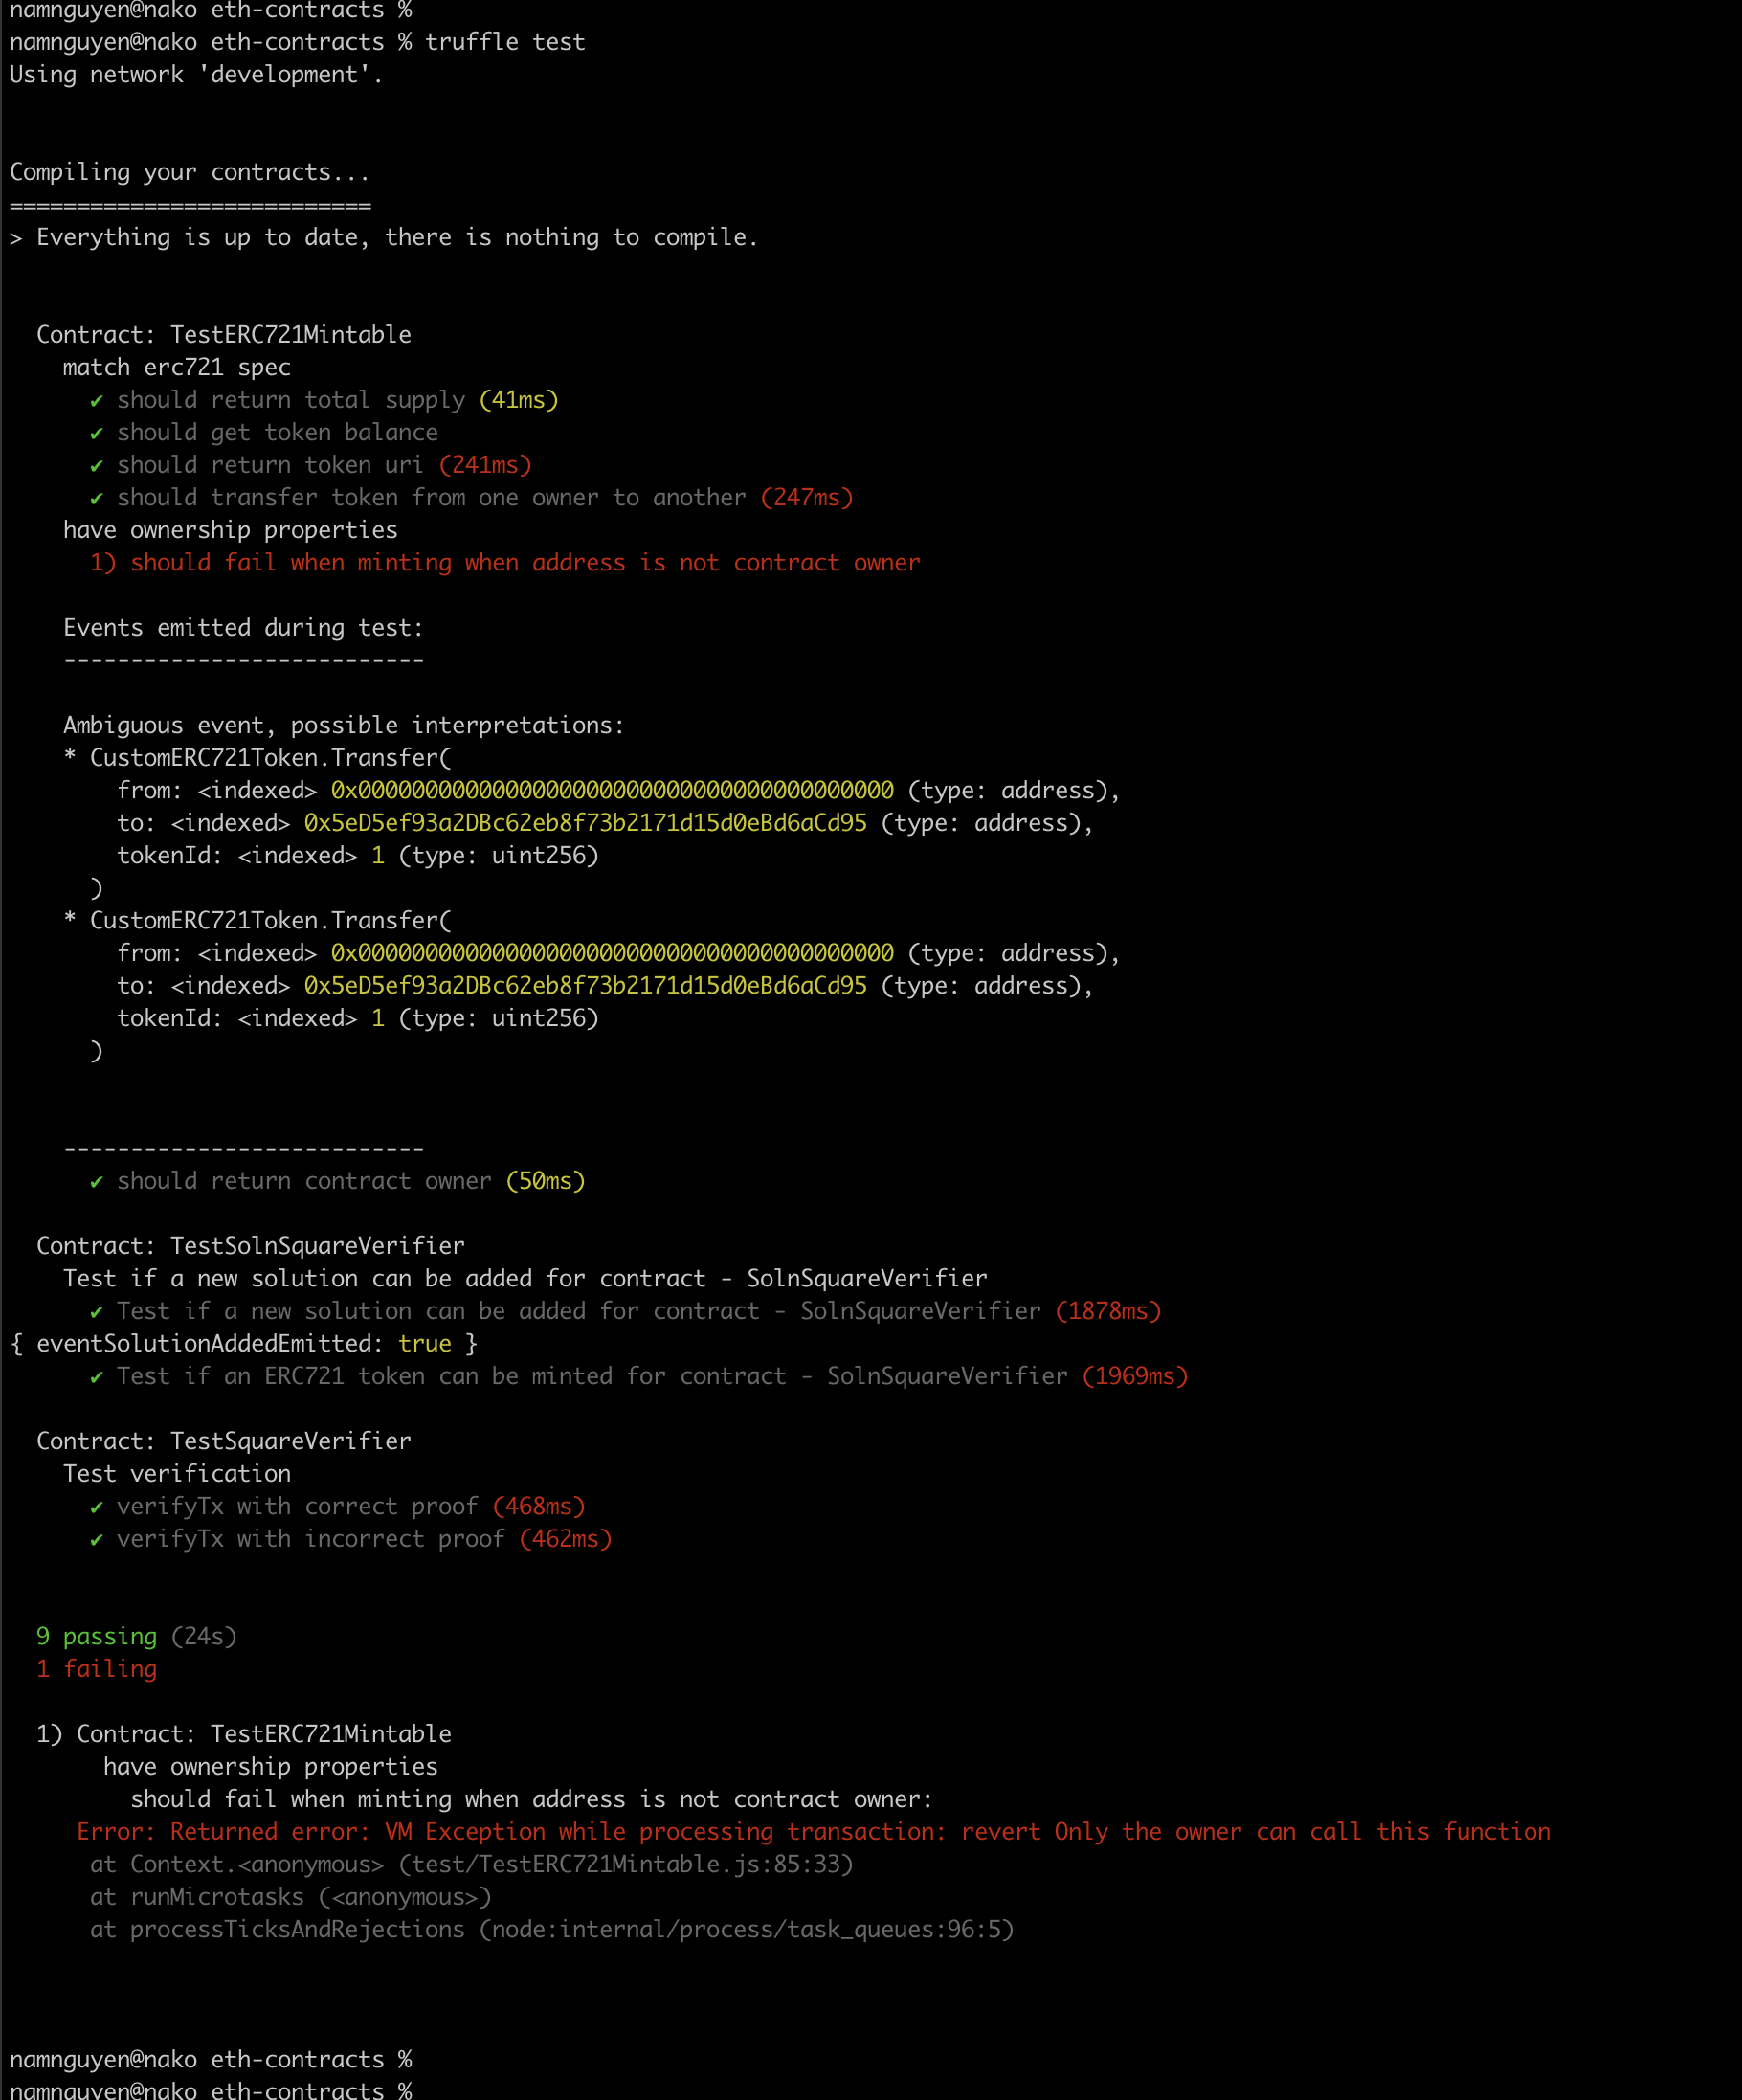 namnguyen@nako eth-contracts %
namnguyen@nako eth-contracts % truffle test
Using network 'development'.
Compiling your contracts...
===========================
> Everything is up to date, there is nothing to compile.
Contract: TestERC721Mintable
match erc721 spec
✔ should return total supply (41ms)
✔ should get token balance
✔ should return token uri (241ms)
✔ should transfer token from one owner to another (247ms)
have ownership properties
1) should fail when minting when address is not contract owner
Events emitted during test:
---------------------------
Ambiguous event, possible interpretations:
* CustomERC721Token.Transfer(
from: <indexed> 0x0000000000000000000000000000000000000000 (type: address),
to: <indexed> 0x5eD5ef93a2DBc62eb8f73b2171d15d0eBd6aCd95 (type: address),
tokenId: <indexed> 1 (type: uint256)
)
* CustomERC721Token.Transfer(
from: <indexed> 0x0000000000000000000000000000000000000000 (type: address),
to: <indexed> 0x5eD5ef93a2DBc62eb8f73b2171d15d0eBd6aCd95 (type: address),
tokenId: <indexed> 1 (type: uint256)
)
---------------------------
✔ should return contract owner (50ms)
Contract: TestSolnSquareVerifier
Test if a new solution can be added for contract - SolnSquareVerifier
✔ Test if a new solution can be added for contract - SolnSquareVerifier (1878ms)
{ eventSolutionAddedEmitted: true }
✔ Test if an ERC721 token can be minted for contract - SolnSquareVerifier (1969ms)
Contract: TestSquareVerifier
Test verification
✔ verifyTx with correct proof (468ms)
✔ verifyTx with incorrect proof (462ms)
9 passing (24s)
1 failing
1) Contract: TestERC721Mintable
have ownership properties
should fail when minting when address is not contract owner:
Error: Returned error: VM Exception while processing transaction: revert Only the owner can call this function
at Context.<anonymous> (test/TestERC721Mintable.js:85:33)
at runMicrotasks (<anonymous>)
at processTicksAndRejections (node:internal/process/task_queues:96:5)
namnguyen@nako eth-contracts %
namnguyen@nako eth-contracts %